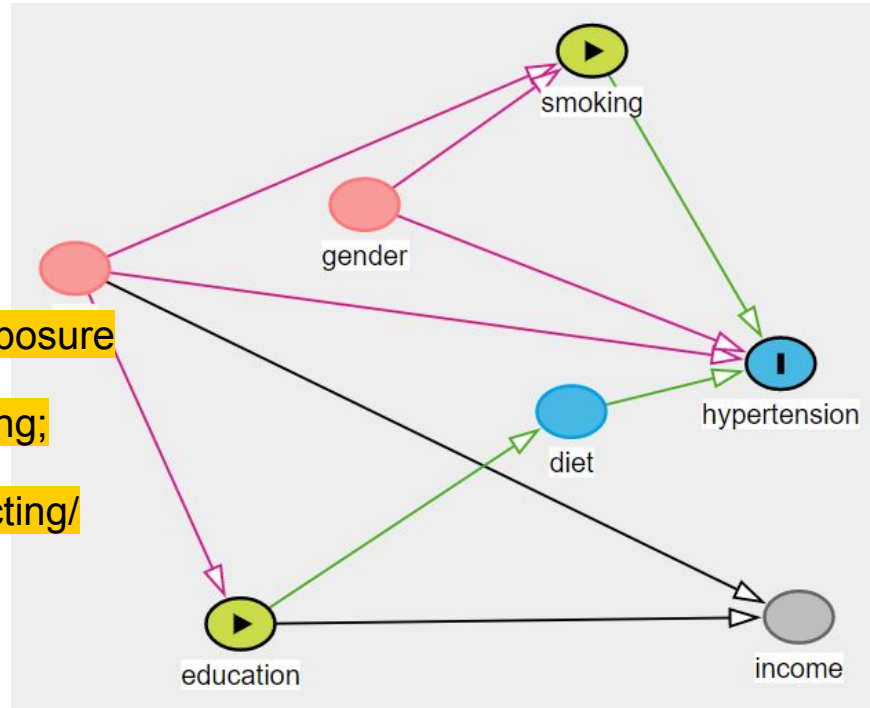 smoking
gender
posure
hypertension
ng;
diet
cting/
education
income